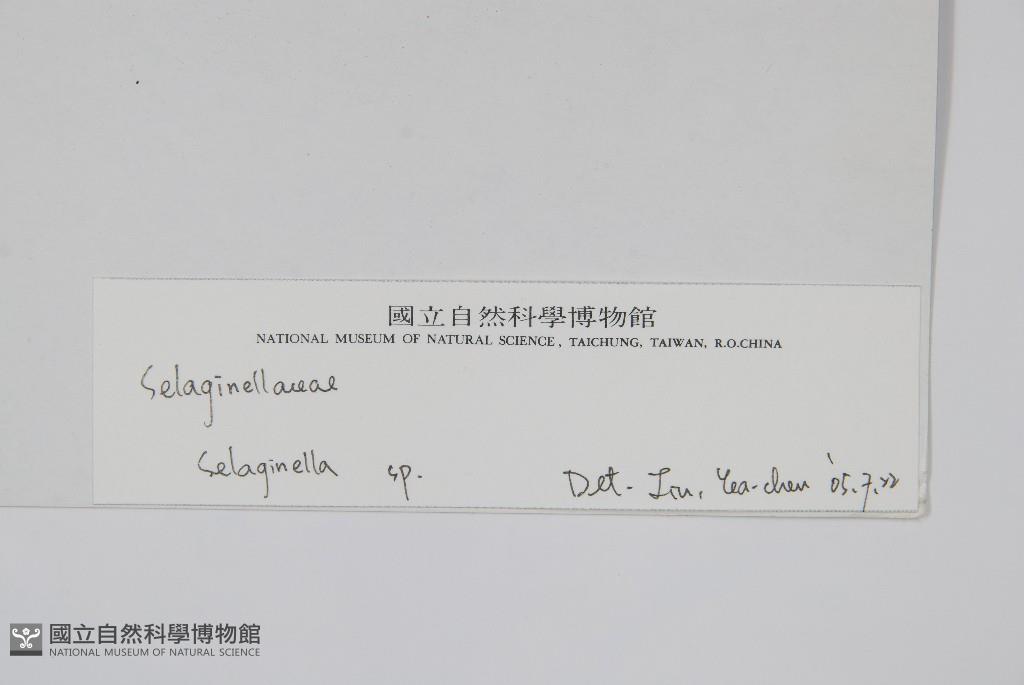 國立自然科學博物館
NATIONAL MUSEUM OF NATURAL SCIENCE, TAICHUNG, TAIWAN, R.O.CHINA
Selaginellaceae
Selaginella sp.
Det. Liu, Yea-chen '05.7.22
國立自然科學博物館
NATIONAL MUSEUM OF NATURAL SCIENCE